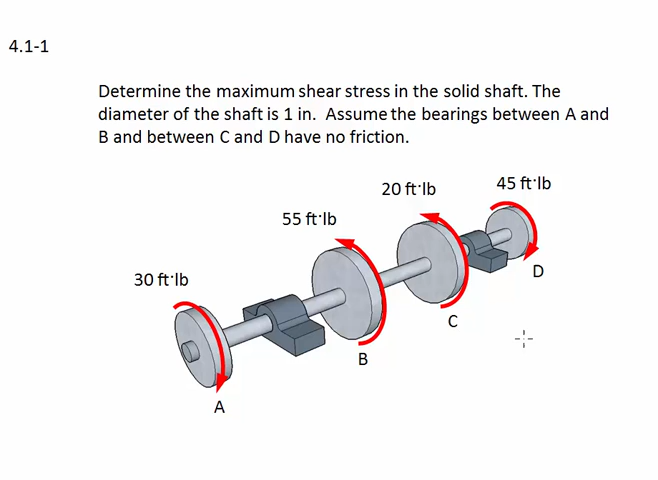 4.1-1
Determine the maximum shear stress in the solid shaft. The
diameter of the shaft is 1 in. Assume the bearings between A and
B and between C and D have no friction.
45 ft·lb
20 ft·lb
55 ft·lb
30 ft·lb
D
C
B
A